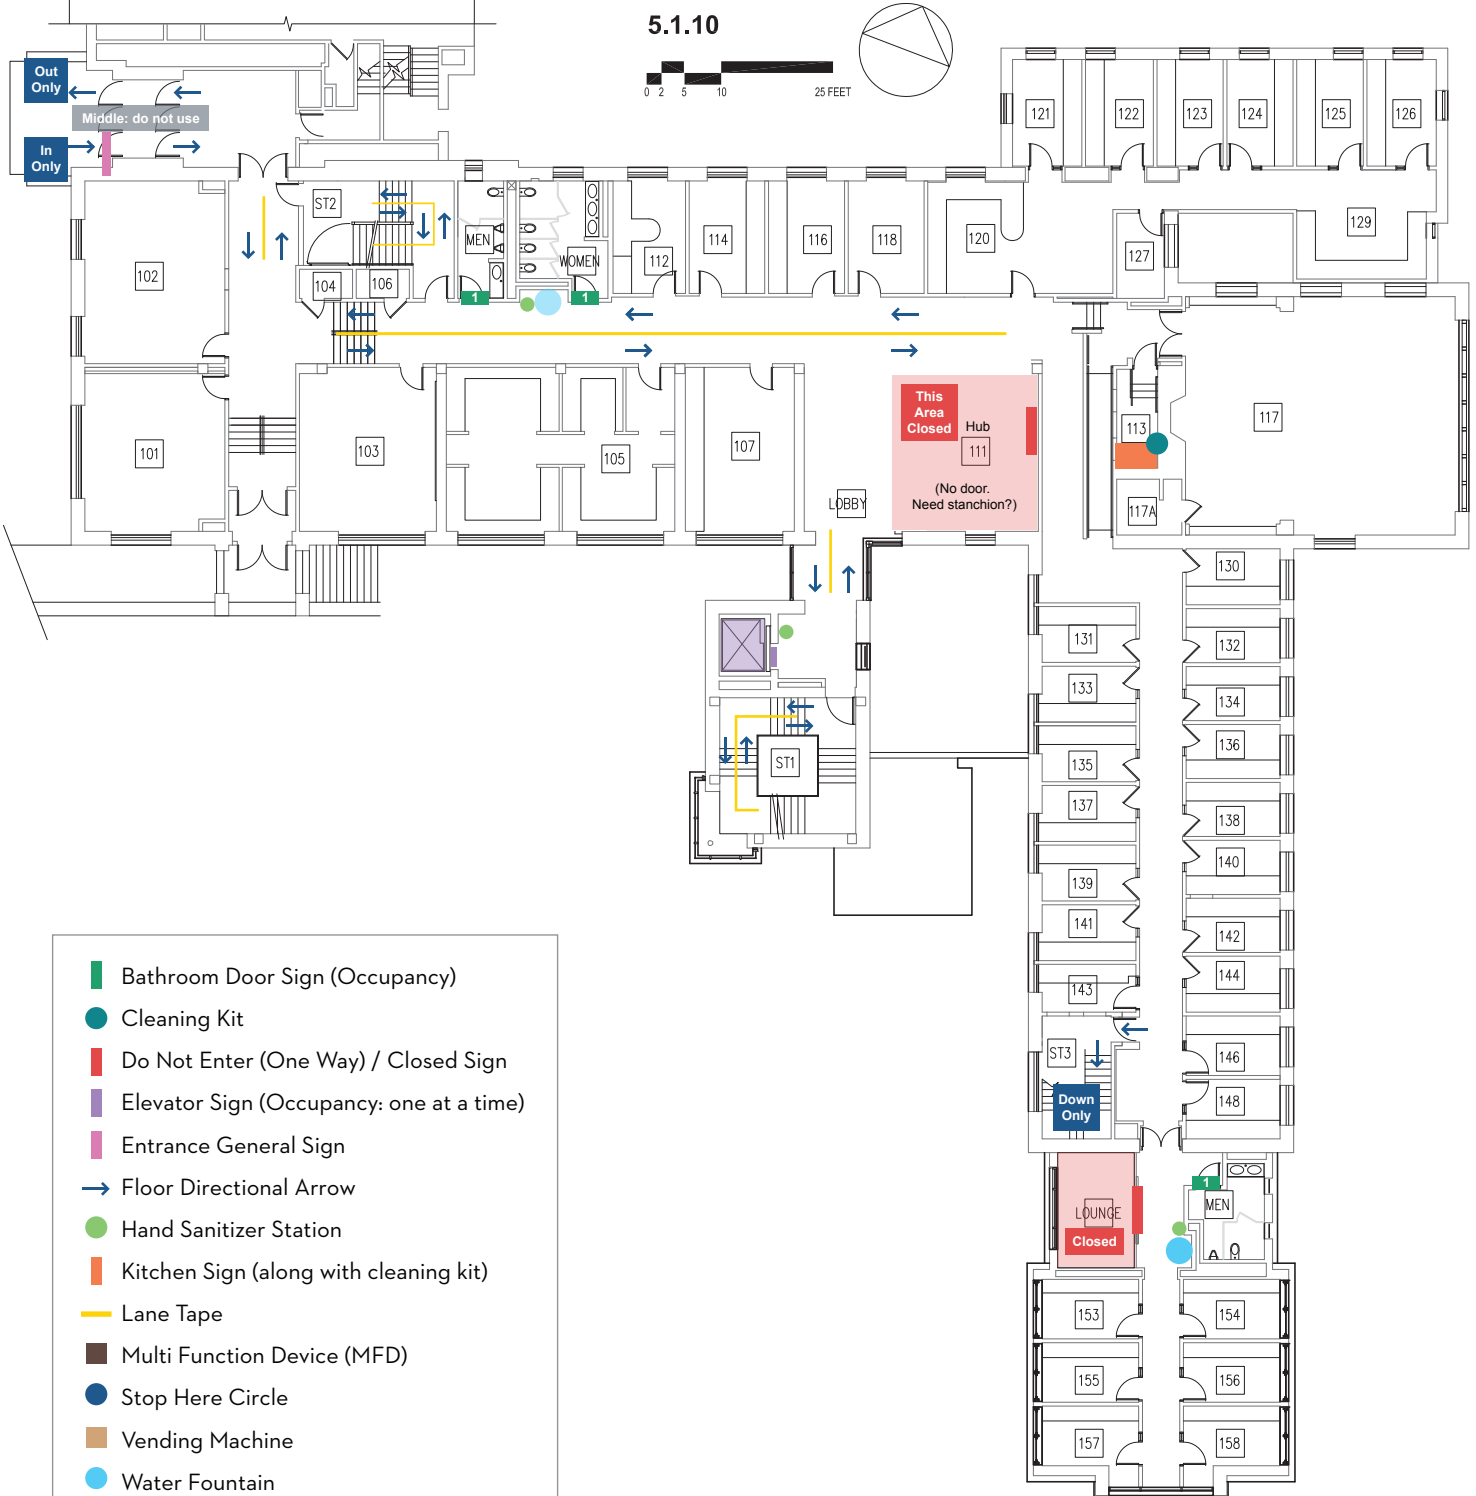 5.1.10
0 2 5 10 25 FEET
Out
Only
Middle: do not use
In
Only
121
122
123
124
125
126
ST2
MEN
WOMEN
112
114
116
118
120
127
129
102
104
106
1
1
101
103
105
107
This
Area
Closed
Hub
111
(No door.
Need stanchion?)
LOBBY
113
117
117A
130
131
132
133
134
ST1
135
136
137
138
139
140
141
142
143
144
ST3
146
Down
Only
148
1
MEN
LOUNGE
Closed
153
154
155
156
157
158
Bathroom Door Sign (Occupancy)
Cleaning Kit
Do Not Enter (One Way) / Closed Sign
Elevator Sign (Occupancy: one at a time)
Entrance General Sign
Floor Directional Arrow
Hand Sanitizer Station
Kitchen Sign (along with cleaning kit)
Lane Tape
Multi Function Device (MFD)
Stop Here Circle
Vending Machine
Water Fountain